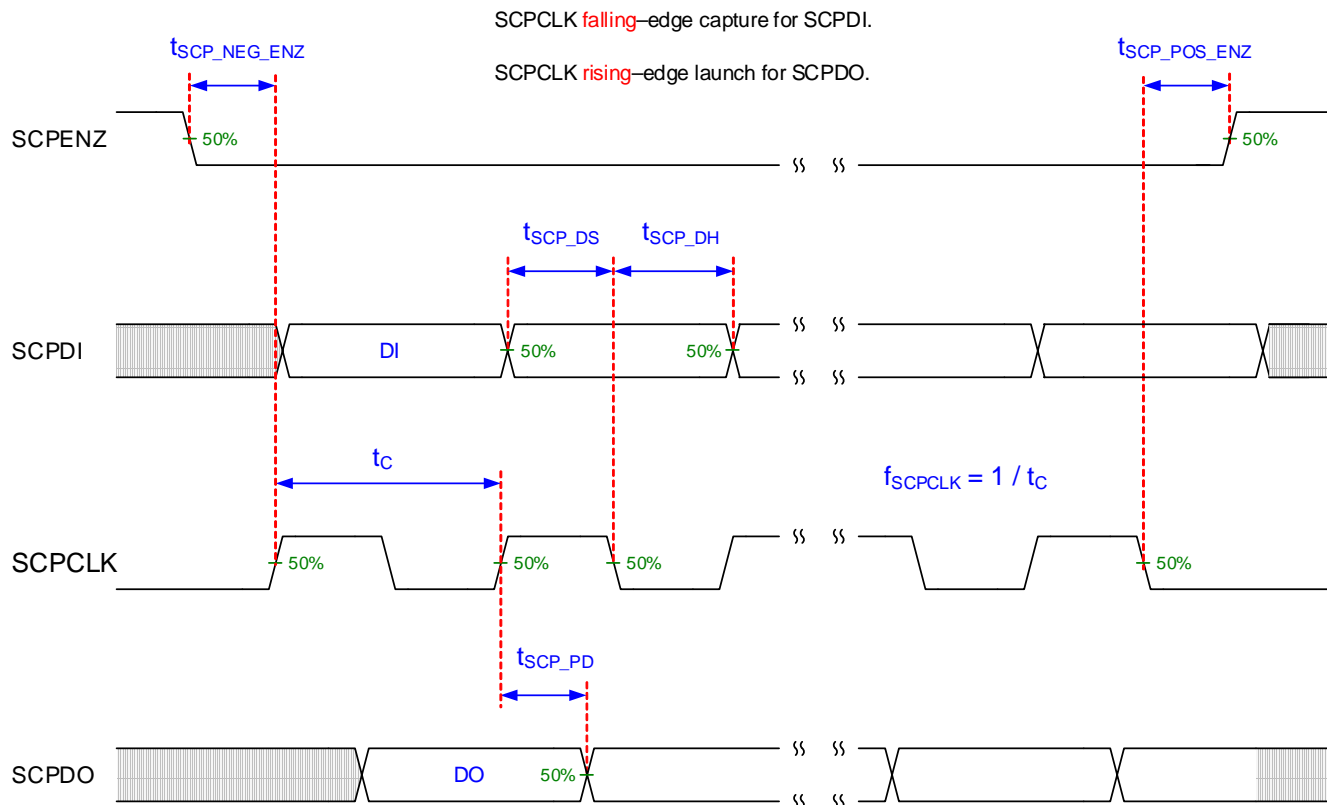 SCPCLK falling–edge capture for SCPDI.
SCPCLK rising–edge launch for SCPDO.
tSCP_NEG_ENZ
tSCP_POS_ENZ
SCPENZ
50%
50%
tSCP_DS
tSCP_DH
SCPDI
DI
50%
50%
tC
fSCPCLK = 1 / tC
SCPCLK
50%
50%
50%
50%
tSCP_PD
SCPDO
DO
50%